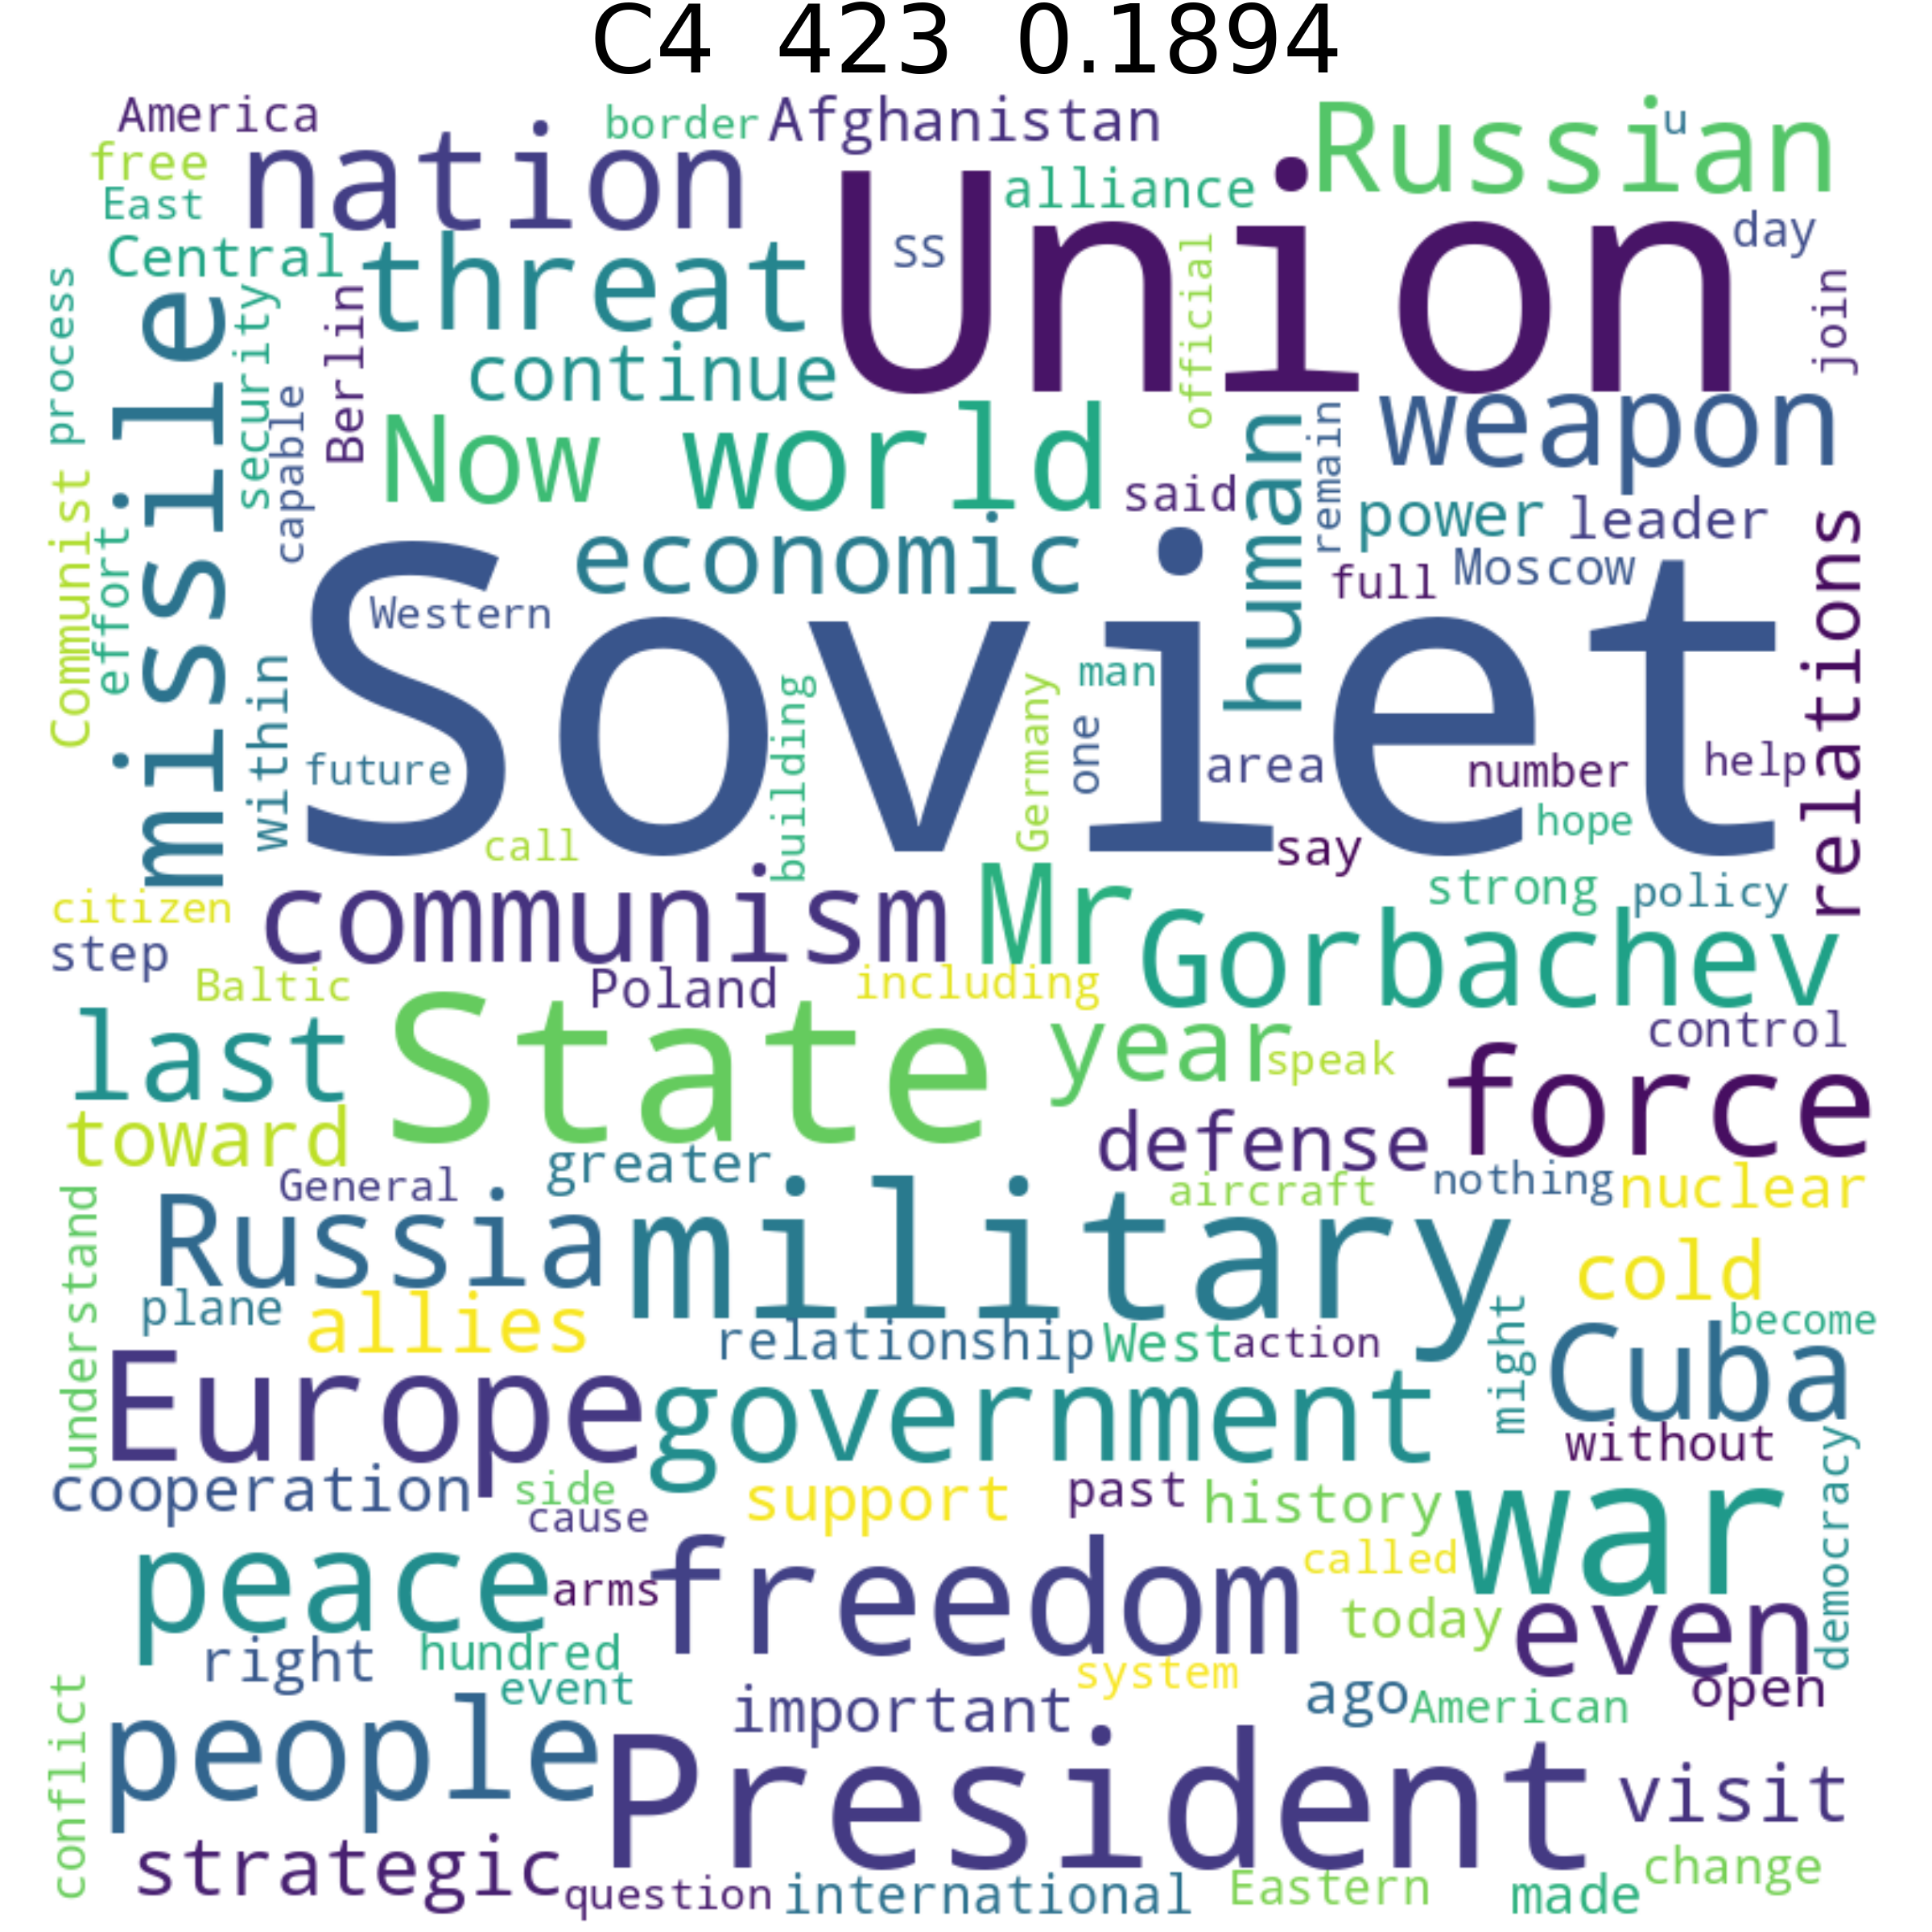 C4 423 0.1894
America
border
Afghanistan
Russian
u
free
nation
alliance
East
Union
day
Central
threat
ss
official
process
missile
security
Berlin
join
continue
capable
Now
world
human
remain
weapon
said
power
leader
Communist
effort
economic
relations
Moscow
full
Western
Soviet
within
building
Germany
man
one
future
area
number
help
call
say
hope
citizen
communism
Mr
strong
policy
step
Gorbachev
Baltic
Poland
including
last
State
year
speak
control
force
toward
defense
greater
General
aircraft
nothing
nuclear
understand
Russia
military
cold
plane
allies
relationship
West
action
might
become
Cuba
Europe
government
without
democracy
cooperation
side
cause
support
past
history
war
peace
arms
freedom
called
today
even
right
hundred
event
system
important
ago
American
open
conflict
people
President
visit
strategic
question
international
Eastern
made
change